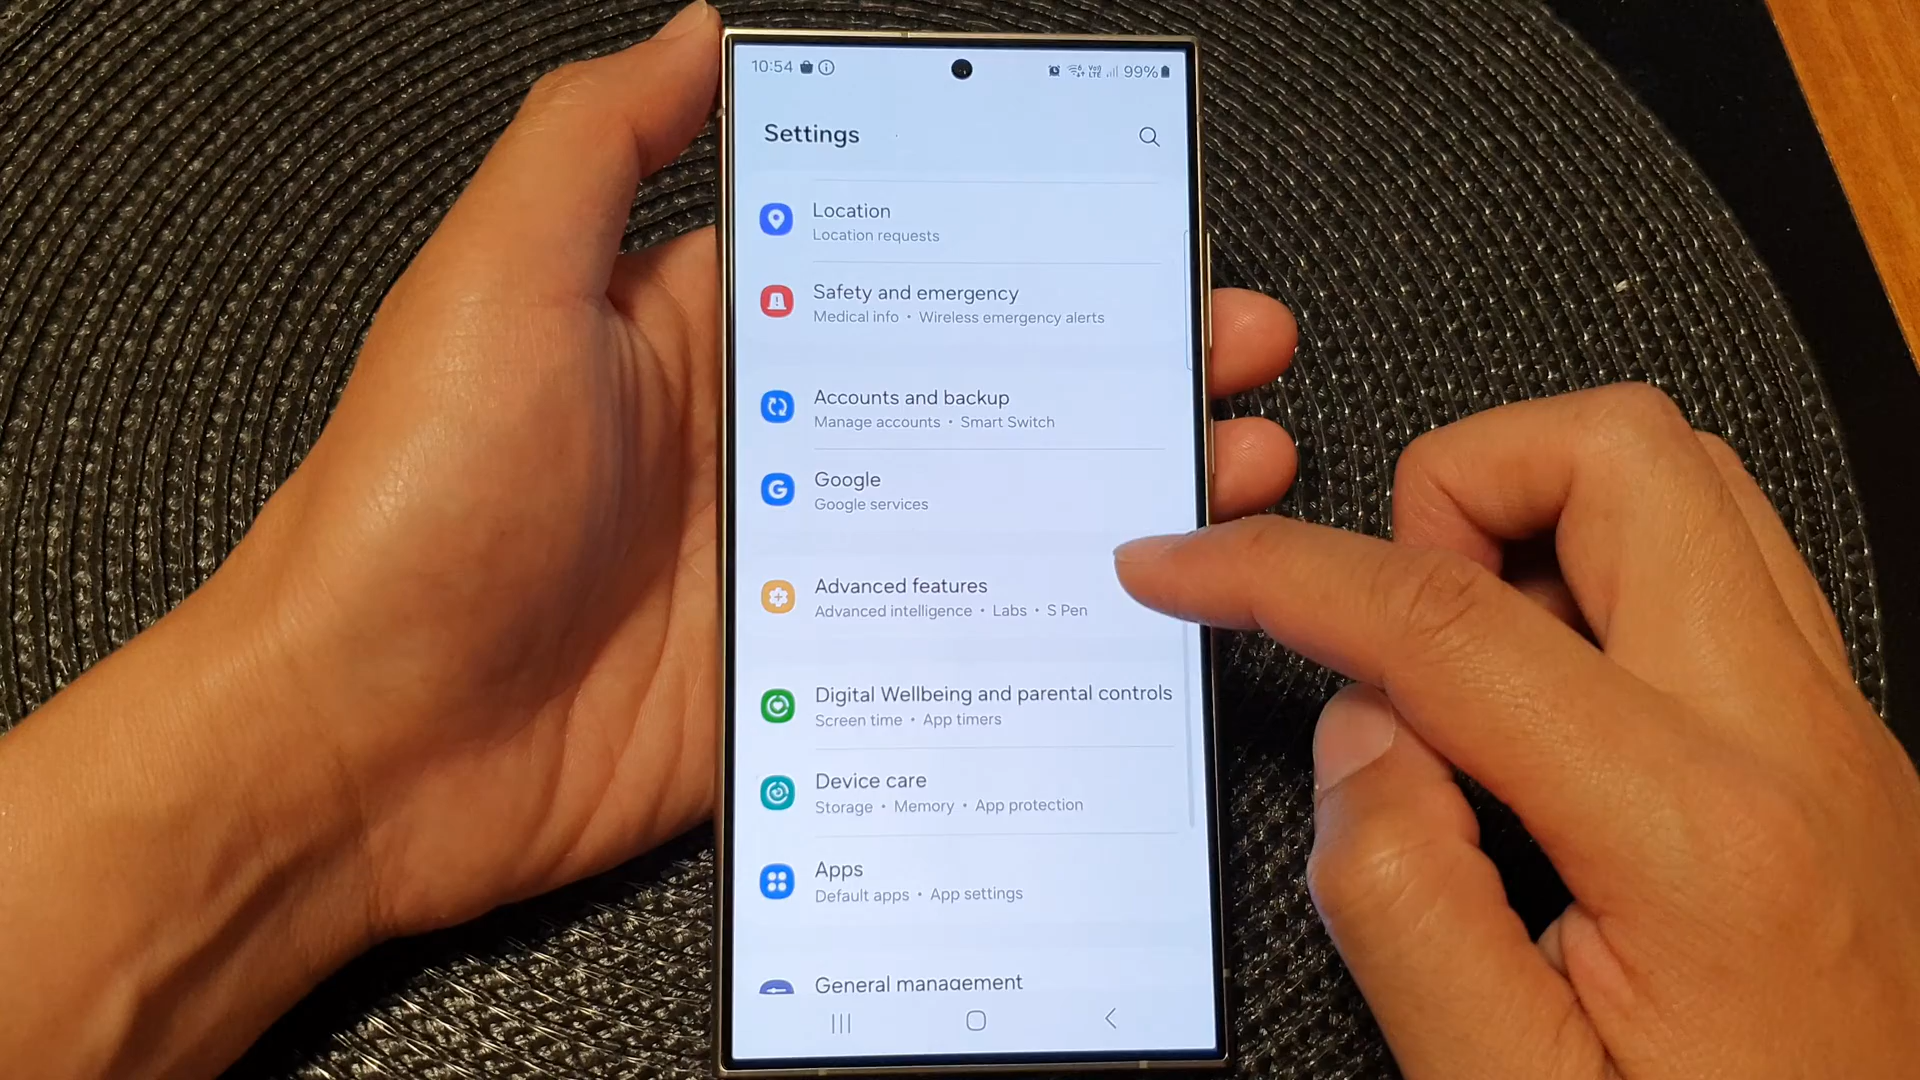 10:54
99%
Settings
Location
Location requests
Safety and emergency
Medical info • Wireless emergency alerts
Accounts and backup
Manage accounts • Smart Switch
Google
Google services
Advanced features
Advanced intelligence • Labs • S Pen
Digital Wellbeing and parental controls
Screen time • App timers
Device care
Storage • Memory • App protection
Apps
Default apps • App settings
General management